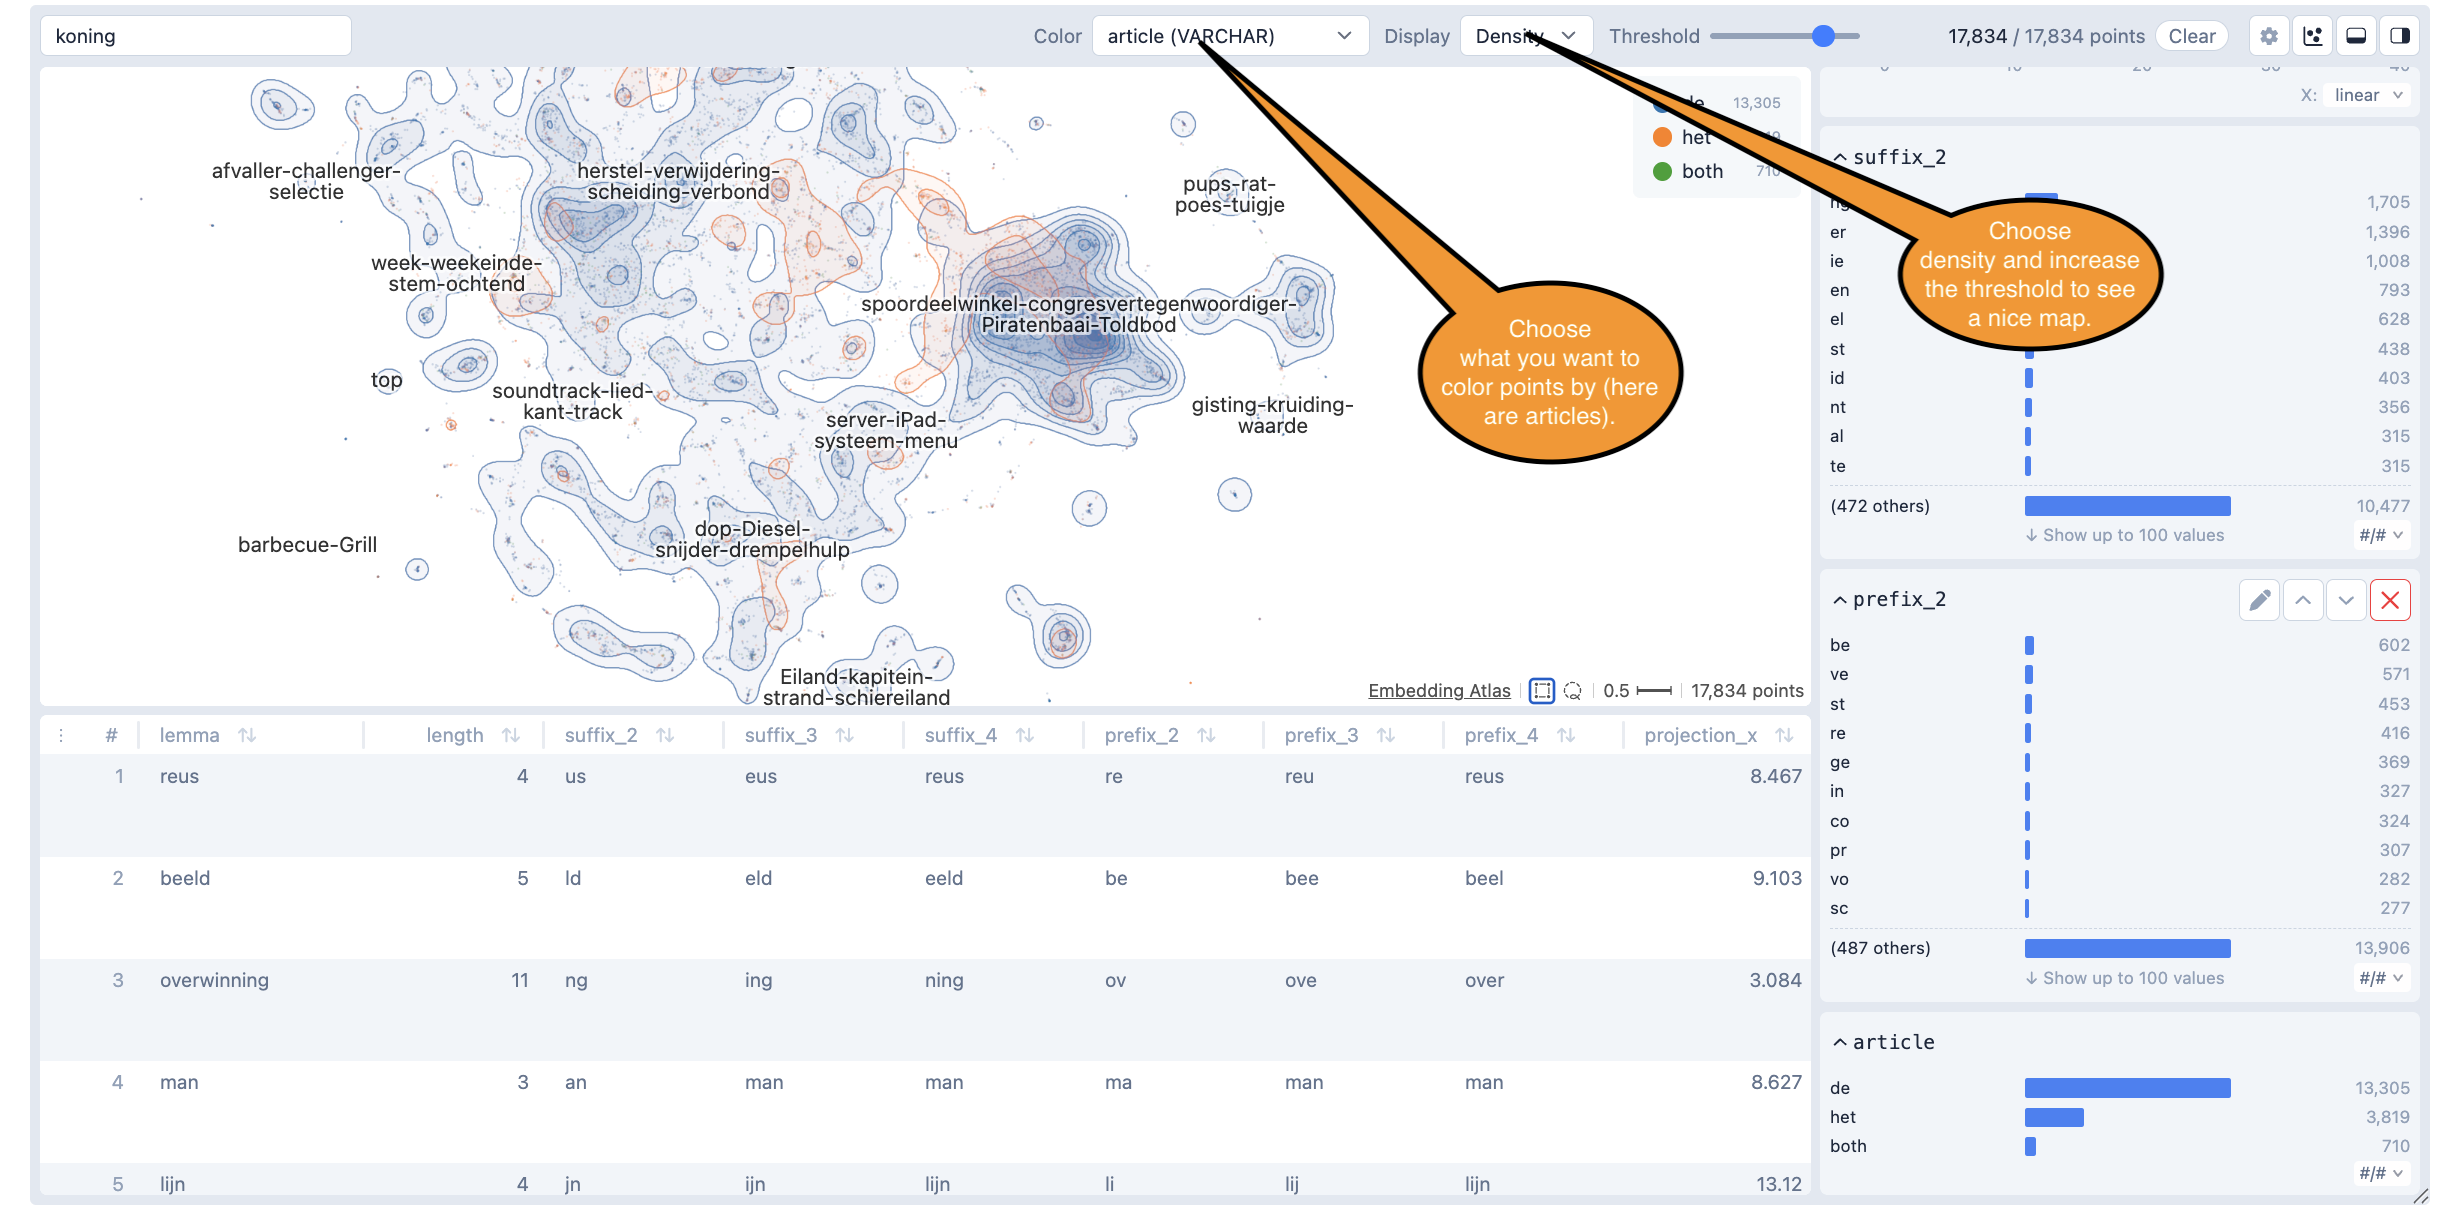 koning
Color article (VARCHAR) Display Density Threshold 17,834 / 17,834 points Clear
de 13,305
het
both 710
afvaller-challenger-
selectie
herstel-verwijdering-
scheiding-verbond
pups-rat-
poes-tuigje
week-weekeinde-
stem-ochtend
spoordeelwinkel-congresvertegenwoordiger-
Piratenbaai-Toldbod
top
soundtrack-lied-
kant-track
server-iPad-
systeem-menu
gisting-kruiding-
waarde
dop-Diesel-
snijder-drempelhulp
barbecue-Grill
Eiland-kapitein-
strand-schiereiland
Choose
what you want to
color points by (here
are articles).
Choose
density and increase
the threshold to see
a nice map.
Embedding Atlas 0.5 17,834 points
# lemma length suffix_2 suffix_3 suffix_4 prefix_2 prefix_3 prefix_4 projection_x
1 reus 4 us eus reus re reu reus 8.467
2 beeld 5 ld eld eeld be bee beel 9.103
3 overwinning 11 ng ing ning ov ove over 3.084
4 man 3 an man man ma man man 8.627
5 lijn 4 jn ijn lijn li lij lijn 13.12
0 10 20 30 40
X: linear
suffix_2
ng 1,705
er 1,396
ie 1,008
en 793
el 628
st 438
id 403
nt 356
al 315
te 315
(472 others) 10,477
↓ Show up to 100 values #/#
prefix_2
be 602
ve 571
st 453
re 416
ge 369
in 327
co 324
pr 307
vo 282
sc 277
(487 others) 13,906
↓ Show up to 100 values #/#
article
de 13,305
het 3,819
both 710
#/#